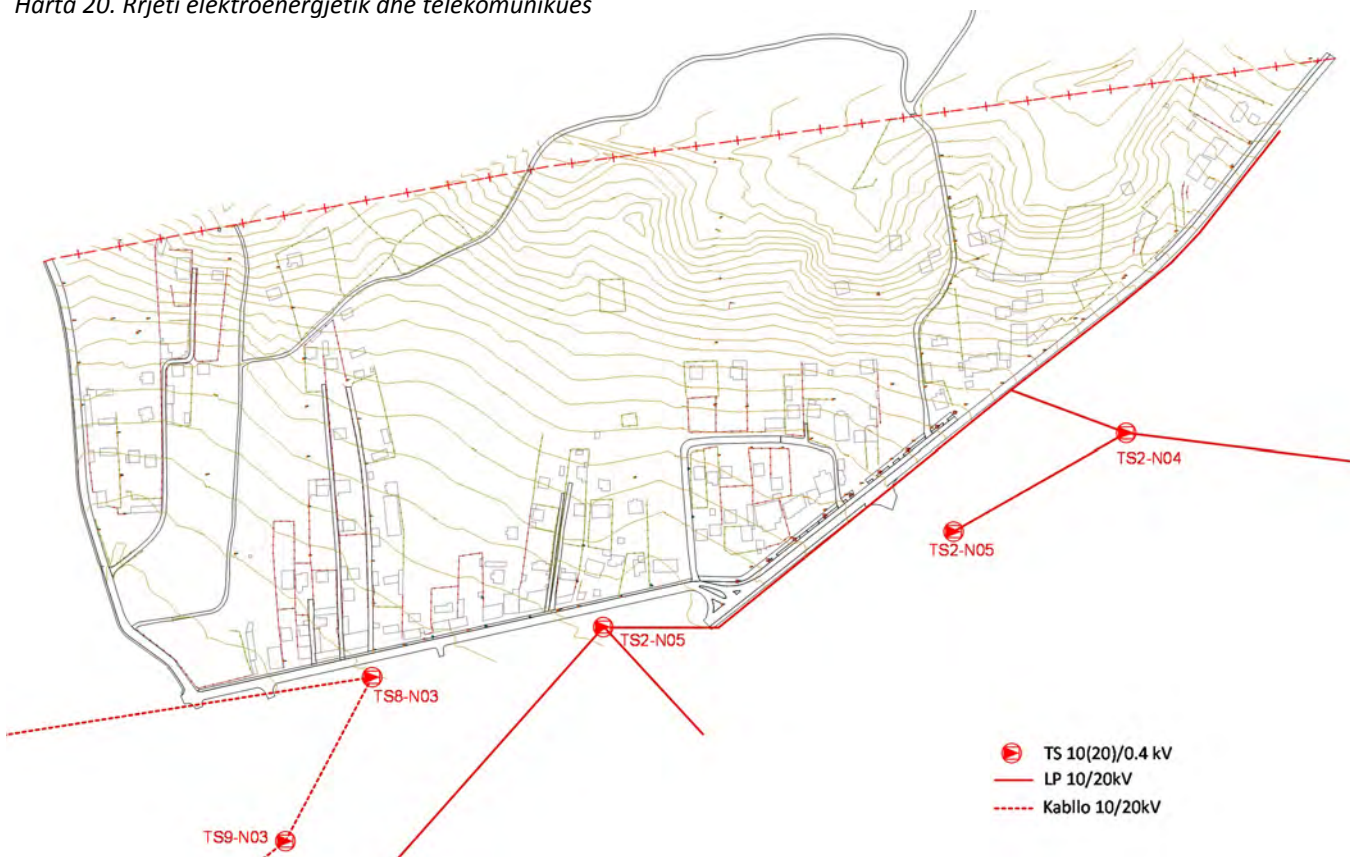 Harta 20. Rrjeti elektroenergjetik dhe telekomunikues
TS2-N04
TS2-N05
TS2-N05
TS8-N03
TS9-N03
TS 10(20)/0.4 kV
LP 10/20kV
Kabllo 10/20kV